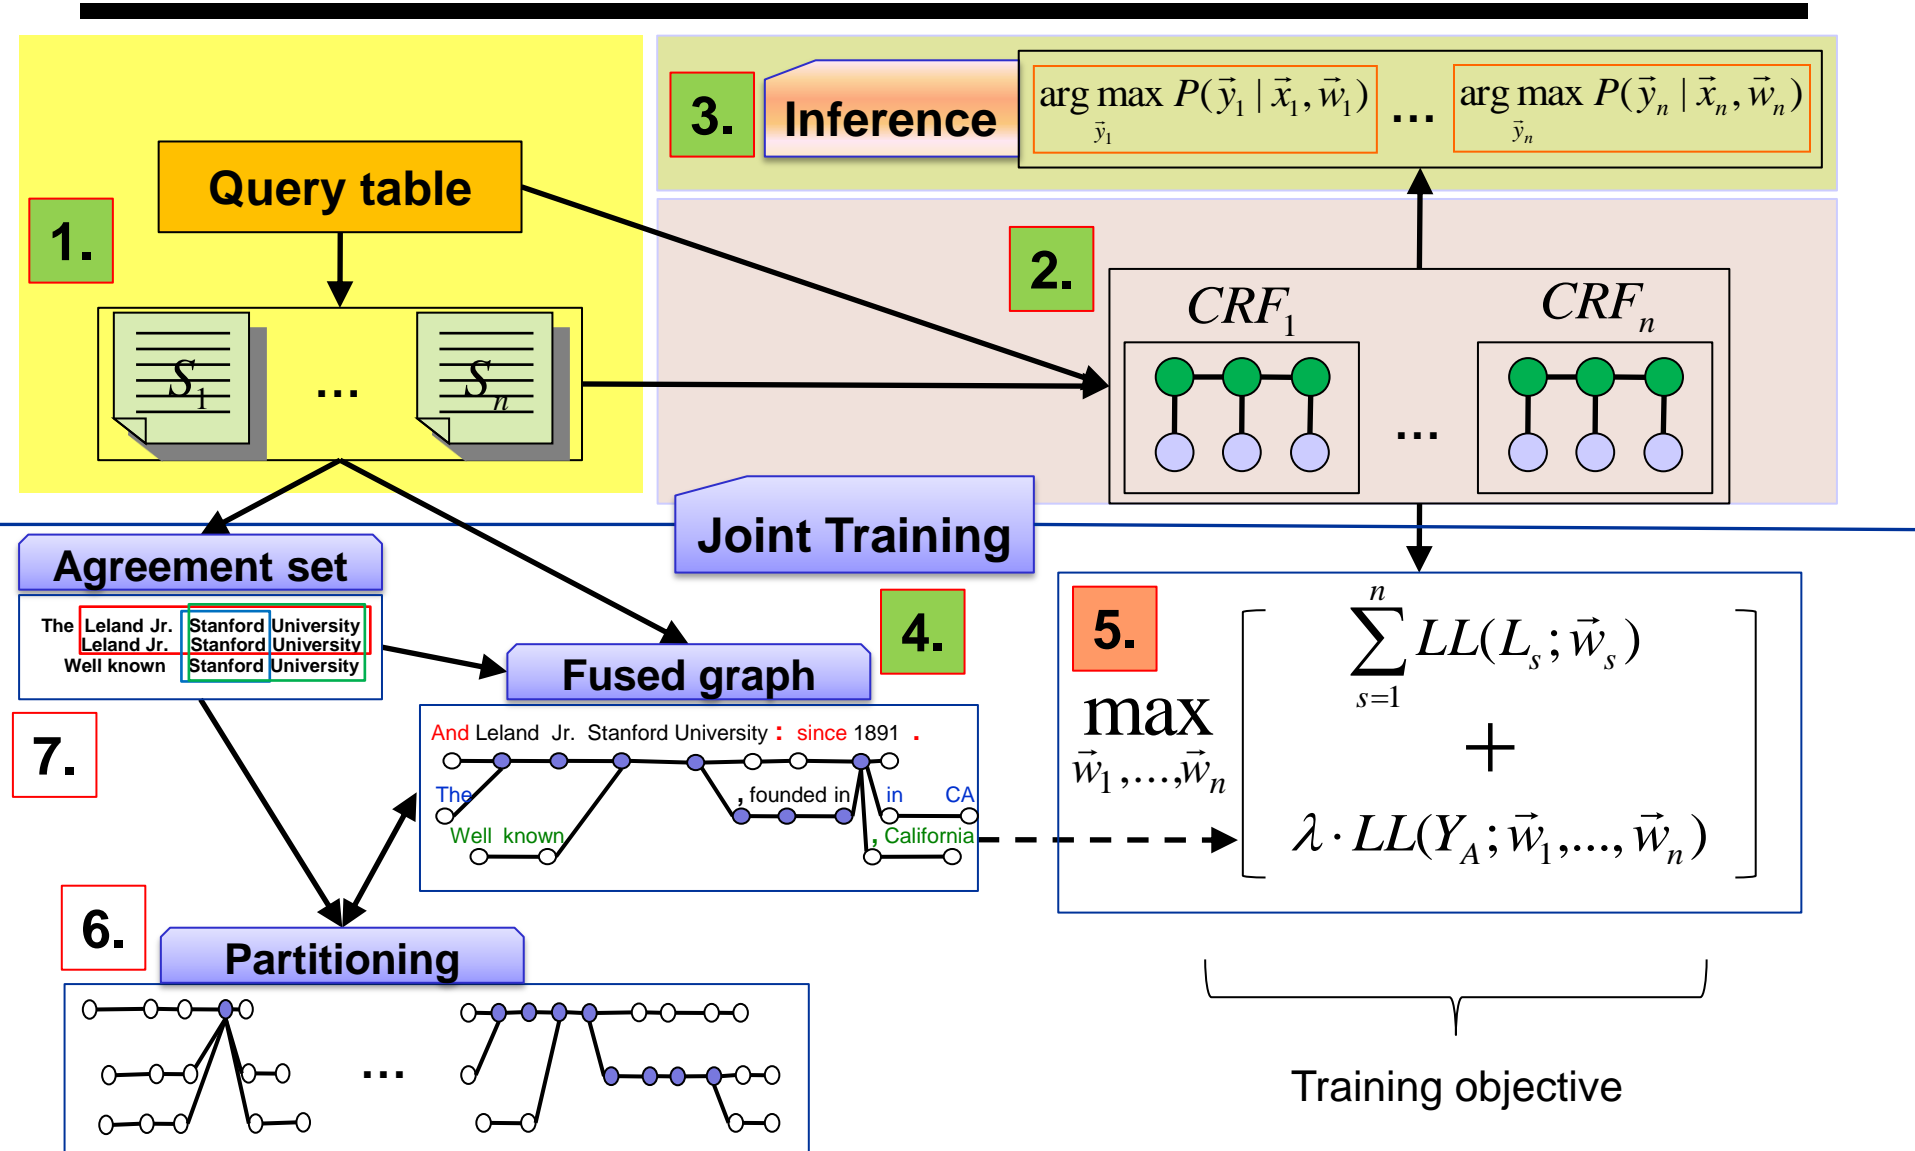 3.
Inference
arg max P(y⃗₁ | x⃗₁, w⃗₁)
y⃗₁
...
arg max P(y⃗ₙ | x⃗ₙ, w⃗ₙ)
y⃗ₙ
Query table
1.
S₁
...
Sₙ
2.
CRF₁
...
CRFₙ
Joint Training
Agreement set
The Leland Jr. Stanford University
Leland Jr. Stanford University
Well known Stanford University
4.
Fused graph
And Leland Jr. Stanford University : since 1891 .
The , founded in in CA
Well known , California
5.
max
w⃗₁,...,w⃗ₙ
n
∑ LL(Lₛ; w⃗ₛ)
s=1
+
λ · LL(Y_A; w⃗₁,..., w⃗ₙ)
7.
6.
Partitioning
...
Training objective